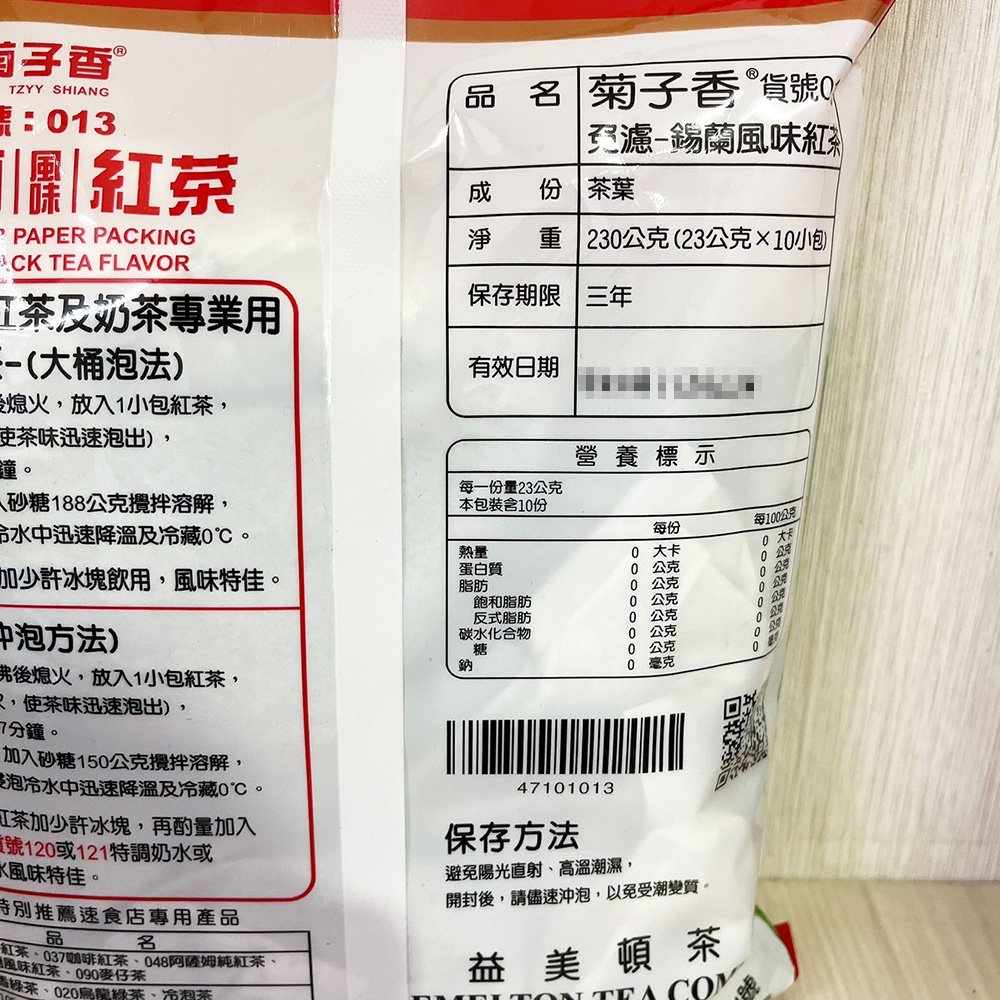 菊子香®
TZYY SHIANG
號:013
風味 紅茶
PAPER PACKING
CK TEA FLAVOR
紅茶及奶茶專業用
-(大桶泡法)
後熄火,放入1小包紅茶,
使茶味迅速泡出),
鐘。
入砂糖188公克攪拌溶解,
冷水中迅速降溫及冷藏0℃。
加少許冰塊飲用,風味特佳。
沖泡方法)
沸後熄火,放入1小包紅茶,
,使茶味迅速泡出),
7分鐘。
加入砂糖150公克攪拌溶解,
浸泡冷水中迅速降溫及冷藏0℃。
紅茶加少許冰塊,再酌量加入
貨號120或121特調奶水或
水風味特佳。
特別推薦速食店專用產品
品 名
紅茶、037咖啡紅茶、048阿薩姆純紅茶、
風味紅茶、090麥仔茶
綠茶、020烏龍綠茶、冷泡茶
品 名 菊子香®貨號0
免濾-錫蘭風味紅茶
成 份 茶葉
淨 重 230公克(23公克×10小包)
保存期限 三年
有效日期
營養標示
每一份量23公克
本包裝含10份
每份 每100公克
熱量 0 大卡 0 大卡
蛋白質 0 公克 0 公克
脂肪 0 公克 0 公克
飽和脂肪 0 公克 0 公克
反式脂肪 0 公克 0 公克
碳水化合物 0 公克 0 公克
糖 0 公克 0 公克
鈉 0 毫克 0 毫克
47101013
保存方法
避免陽光直射、高溫潮濕,
開封後,請儘速沖泡,以免受潮變質。
益美頓茶
EMELTON TEA COM
號